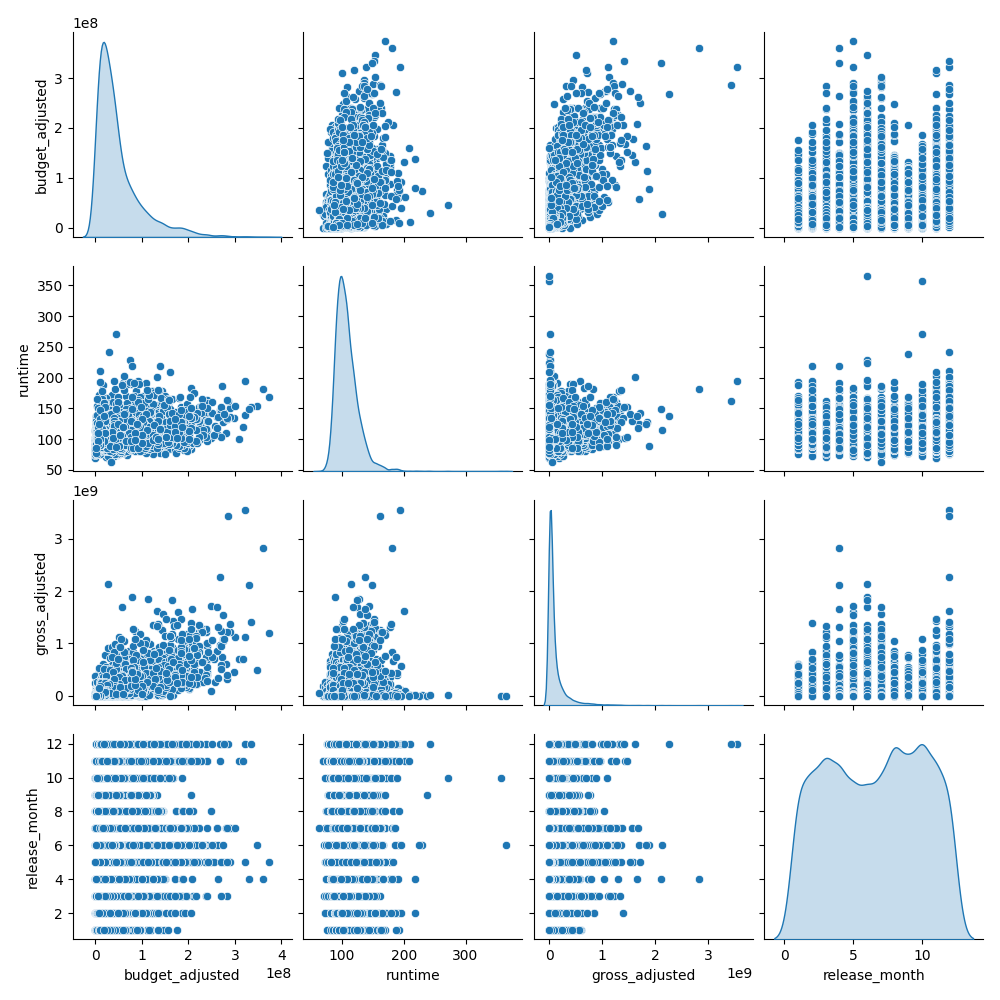 1e8
budget_adjusted
3
2
1
0
runtime
350
300
250
200
150
100
50
1e9
gross_adjusted
3
2
1
0
release_month
12
10
8
6
4
2
0 1 2 3 4 100 200 300 0 1 2 3 0 5 10
1e8 1e9
budget_adjusted runtime gross_adjusted release_month